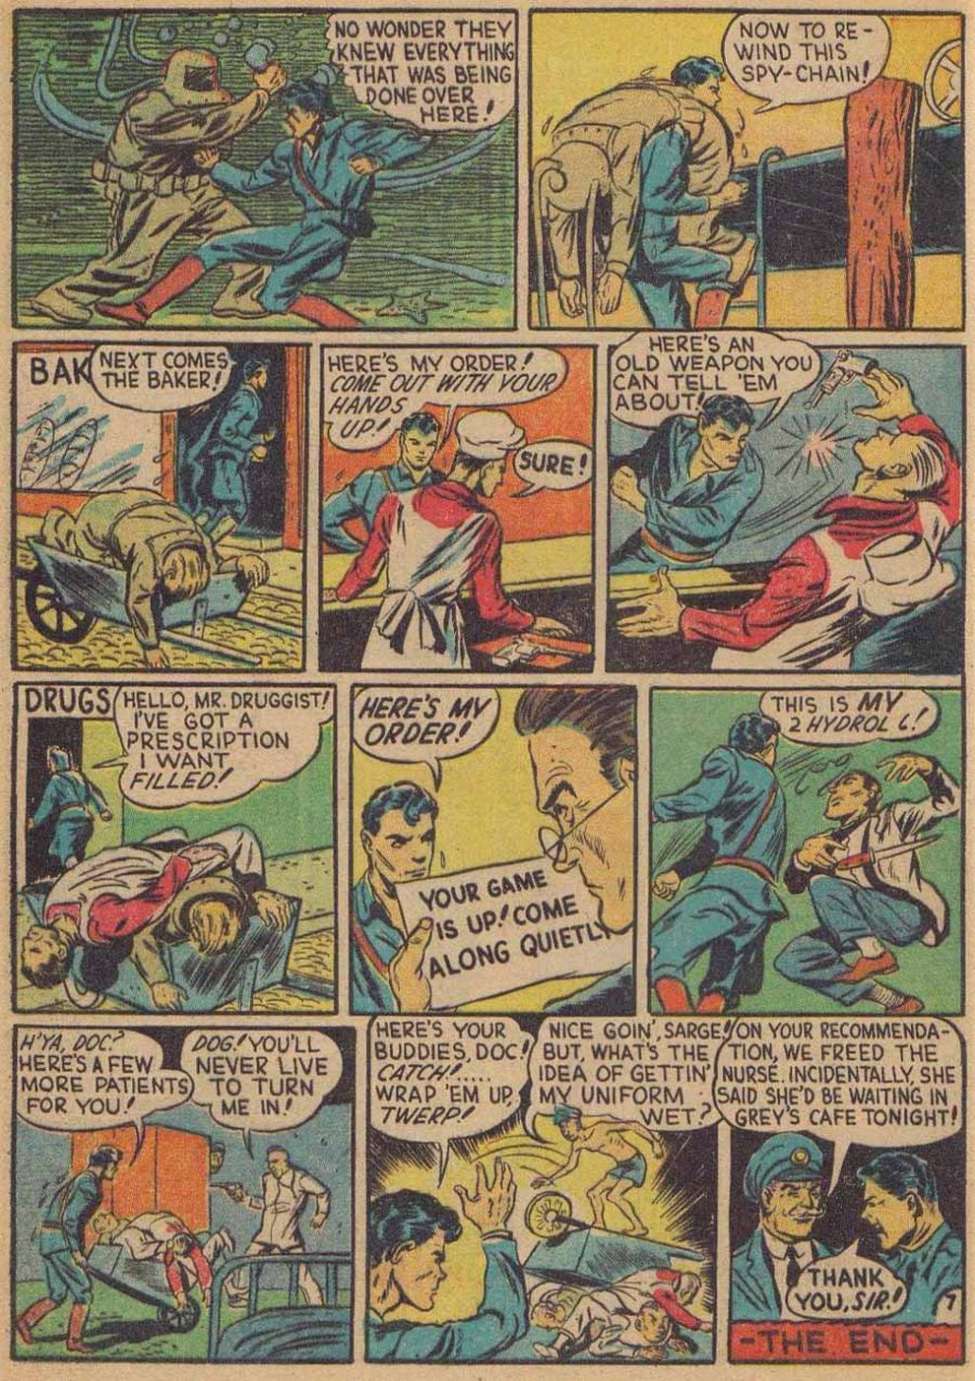 NO WONDER THEY
KNEW EVERYTHING
THAT WAS BEING
DONE OVER
HERE!
NOW TO RE-
WIND THIS
SPY-CHAIN!
BAK
NEXT COMES
THE BAKER!
HERE'S MY ORDER!
COME OUT WITH YOUR
HANDS
UP!
SURE!
HERE'S AN
OLD WEAPON YOU
CAN TELL 'EM
ABOUT!
DRUGS
HELLO, MR. DRUGGIST!
I'VE GOT A
PRESCRIPTION
I WANT
FILLED!
HERE'S MY
ORDER!
YOUR GAME
IS UP! COME
ALONG QUIETLY
THIS IS MY
2 HYDROL 6!
H'YA, DOC?
HERE'S A FEW
MORE PATIENTS
FOR YOU!
DOG! YOU'LL
NEVER LIVE
TO TURN
ME IN!
HERE'S YOUR
BUDDIES, DOC!
CATCH!.....
WRAP 'EM UP,
TWERP!
NICE GOIN', SARGE!
BUT, WHAT'S THE
IDEA OF GETTIN'
MY UNIFORM
WET?
ON YOUR RECOMMENDA-
TION, WE FREED THE
NURSE. INCIDENTALLY, SHE
SAID SHE'D BE WAITING IN
GREY'S CAFE TONIGHT!
THANK
YOU, SIR!
7
-THE END-